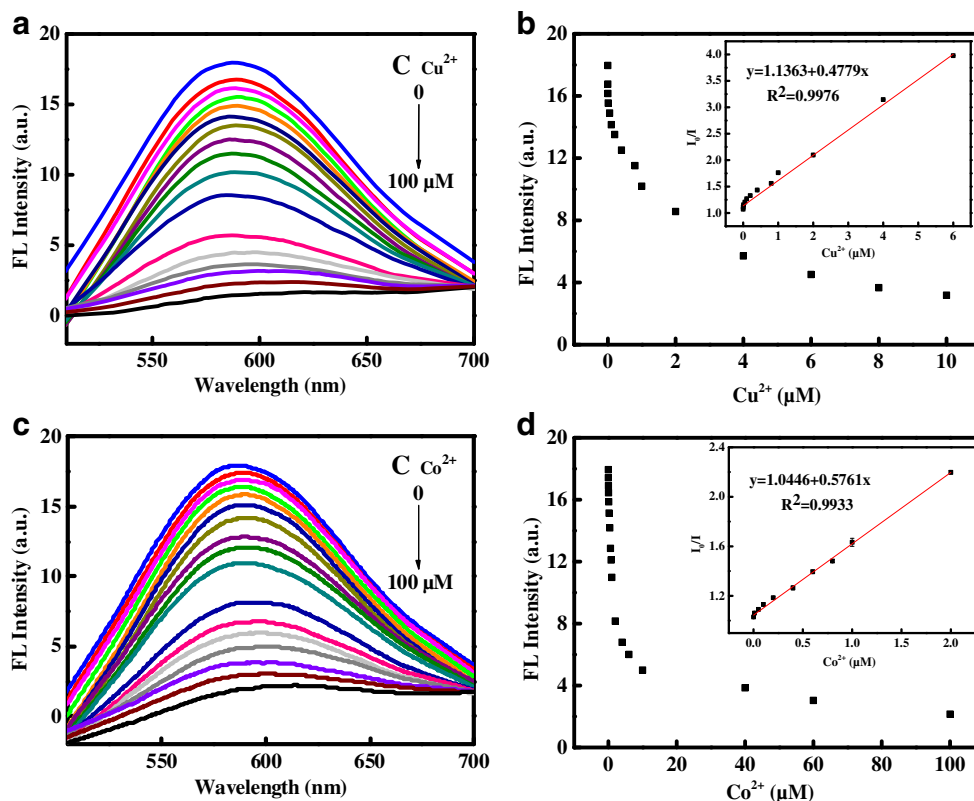 a
C Cu2+
0
100 μM
FL Intensity (a.u.)
20
15
10
5
0
550
600
650
700
Wavelength (nm)
b
FL Intensity (a.u.)
20
16
12
8
4
0
0
2
4
6
8
10
Cu2+ (μM)
y=1.1363+0.4779x
R2=0.9976
I0/I
4.0
3.5
3.0
2.5
2.0
1.5
1.0
0
1
2
3
4
5
6
Cu2+ (μM)
c
C Co2+
0
100 μM
FL Intensity (a.u.)
20
15
10
5
0
550
600
650
700
Wavelength (nm)
d
FL Intensity (a.u.)
20
16
12
8
4
0
0
20
40
60
80
100
Co2+ (μM)
y=1.0446+0.5761x
R2=0.9933
I0/I
2.4
2.0
1.6
1.2
0.0
0.5
1.0
1.5
2.0
Co2+ (μM)